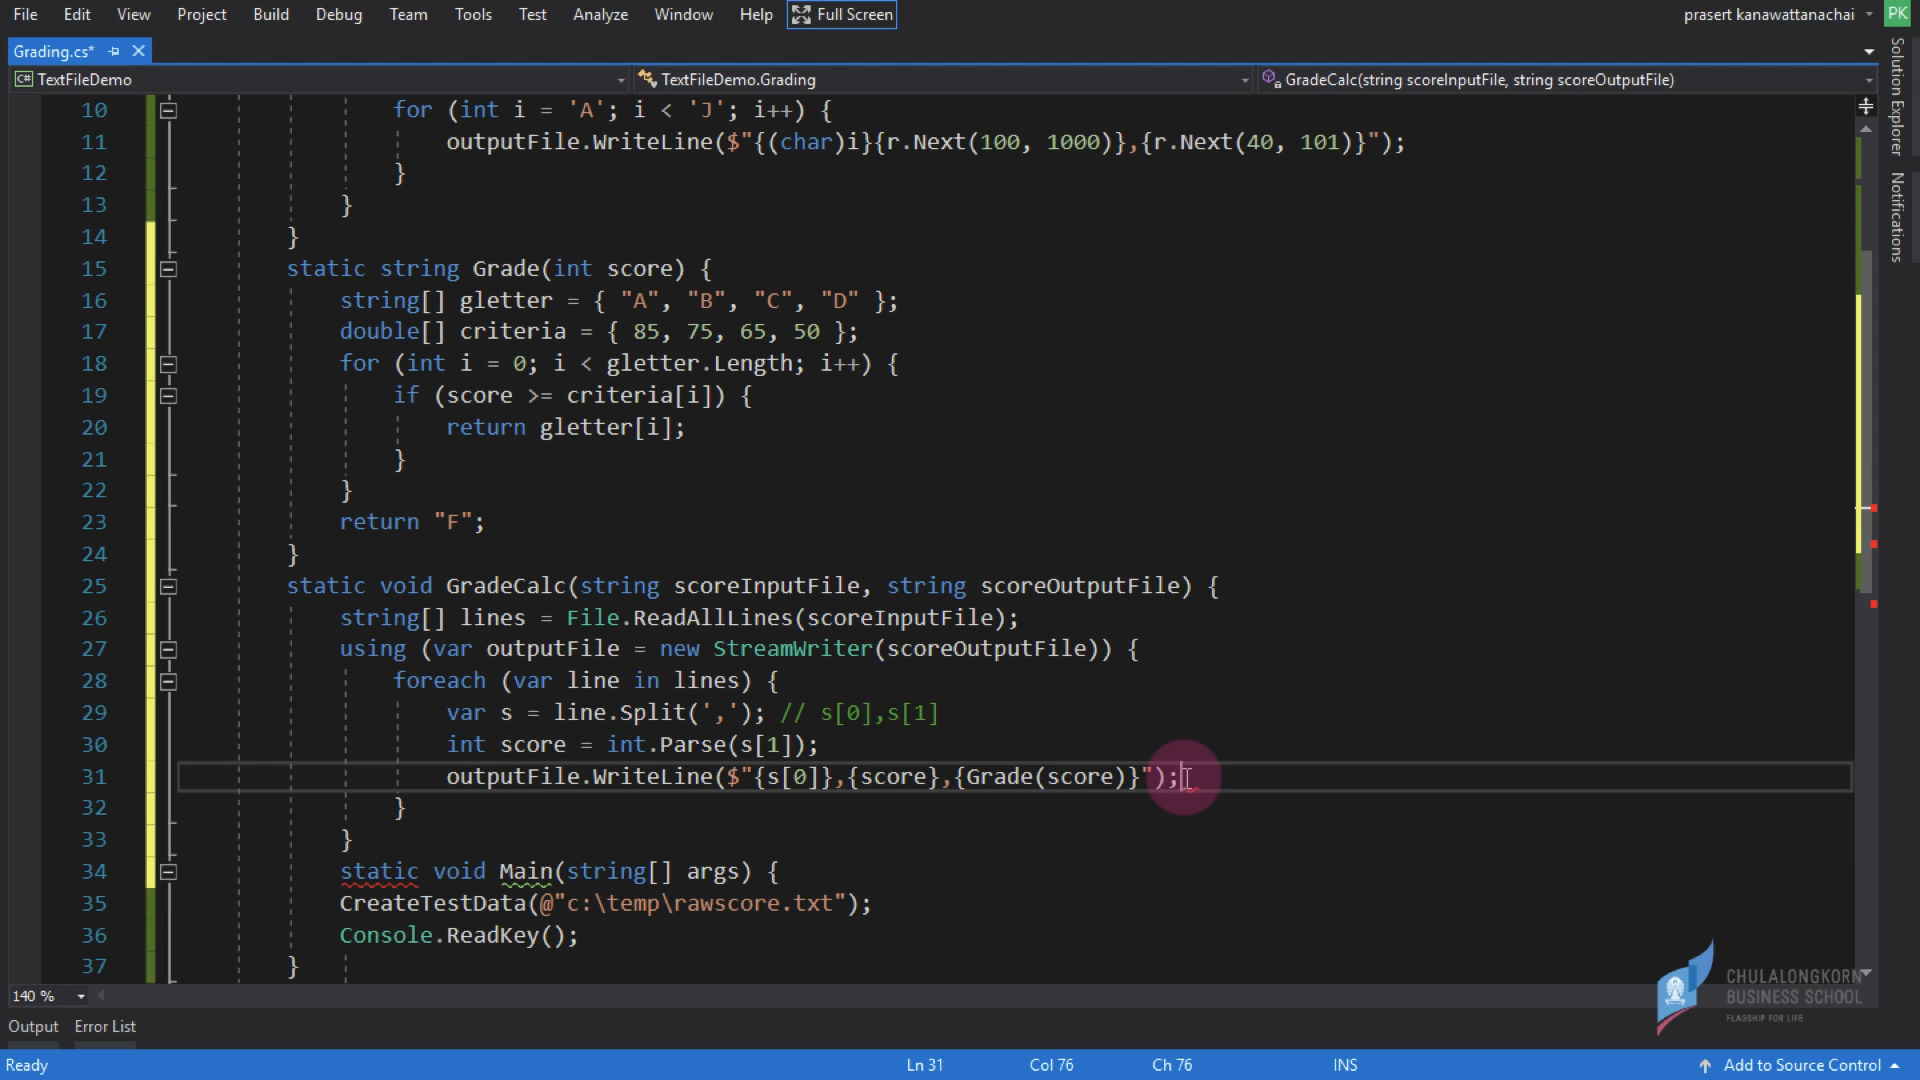 File Edit View Project Build Debug Team Tools Test Analyze Window Help Full Screen prasert kanawattanachai PK
Grading.cs*
C# TextFileDemo TextFileDemo.Grading GradeCalc(string scoreInputFile, string scoreOutputFile)
Solution Explorer
Notifications
10 for (int i = 'A'; i < 'J'; i++) {
11 outputFile.WriteLine($"{(char)i}{r.Next(100, 1000)},{r.Next(40, 101)}");
12 }
13 }
14 }
15 static string Grade(int score) {
16 string[] gletter = { "A", "B", "C", "D" };
17 double[] criteria = { 85, 75, 65, 50 };
18 for (int i = 0; i < gletter.Length; i++) {
19 if (score >= criteria[i]) {
20 return gletter[i];
21 }
22 }
23 return "F";
24 }
25 static void GradeCalc(string scoreInputFile, string scoreOutputFile) {
26 string[] lines = File.ReadAllLines(scoreInputFile);
27 using (var outputFile = new StreamWriter(scoreOutputFile)) {
28 foreach (var line in lines) {
29 var s = line.Split(','); // s[0],s[1]
30 int score = int.Parse(s[1]);
31 outputFile.WriteLine($"{s[0]},{score},{Grade(score)}");
32 }
33 }
34 static void Main(string[] args) {
35 CreateTestData(@"c:\temp\rawscore.txt");
36 Console.ReadKey();
37 }
CHULALONGKORN
BUSINESS SCHOOL
FLAGSHIP FOR LIFE
140 %
Output Error List
Ready Ln 31 Col 76 Ch 76 INS Add to Source Control